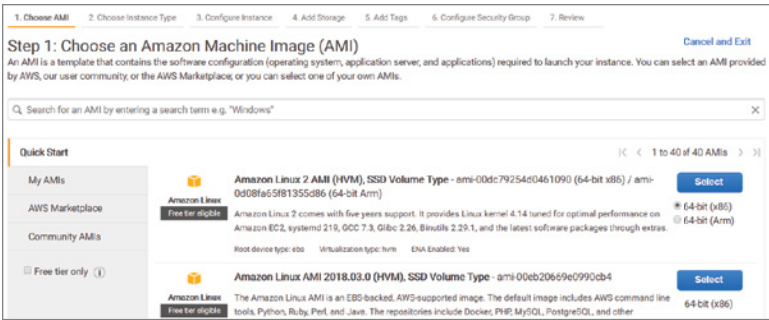 1. Choose AMI 2. Choose Instance Type 3. Configure Instance 4. Add Storage 5. Add Tags 6. Configure Security Group 7. Review
Step 1: Choose an Amazon Machine Image (AMI)
Cancel and Exit
An AMI is a template that contains the software configuration (operating system, application server, and applications) required to launch your instance. You can select an AMI provided
by AWS, our user community, or the AWS Marketplace; or you can select one of your own AMIs.
Search for an AMI by entering a search term e.g. "Windows"
Quick Start
1 to 40 of 40 AMIs
My AMIs
AWS Marketplace
Community AMIs
Free tier only
Amazon Linux
Free tier eligible
Amazon Linux 2 AMI (HVM), SSD Volume Type - ami-00dc79254d0461090 (64-bit x86) / ami-
0d08fa65f81355d86 (64-bit Arm)
Amazon Linux 2 comes with five years support. It provides Linux kernel 4.14 tuned for optimal performance on
Amazon EC2, systemd 219, GCC 7.3, Glibc 2.26, Binutils 2.29.1, and the latest software packages through extras.
Root device type: ebs Virtualization type: hvm ENA Enabled: Yes
Select
64-bit (x86)
64-bit (Arm)
Amazon Linux
Free tier eligible
Amazon Linux AMI 2018.03.0 (HVM), SSD Volume Type - ami-00eb20669e0990cb4
The Amazon Linux AMI is an EBS-backed, AWS-supported image. The default image includes AWS command line
tools, Python, Ruby, Perl, and Java. The repositories include Docker, PHP, MySQL, PostgreSQL, and other
Select
64-bit (x86)